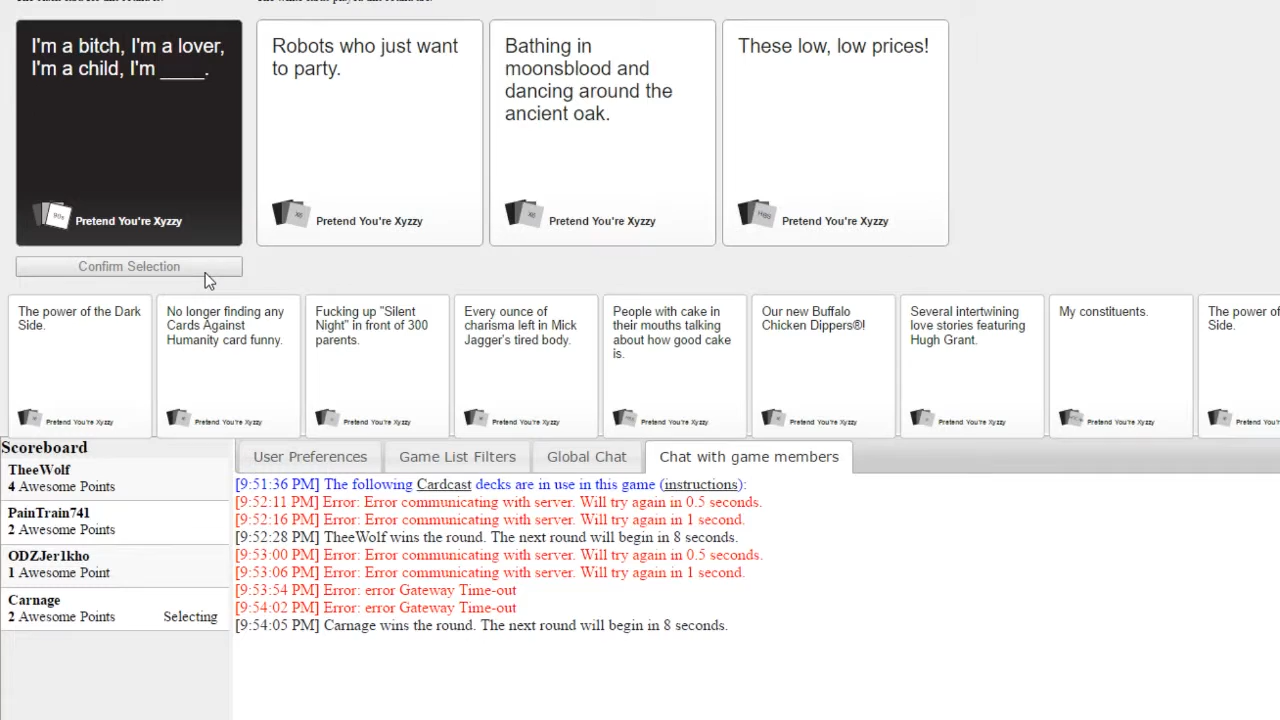 I'm a bitch, I'm a lover,
I'm a child, I'm ____.
Pretend You're Xyzzy
Robots who just want
to party.
Pretend You're Xyzzy
Bathing in
moonsblood and
dancing around the
ancient oak.
Pretend You're Xyzzy
These low, low prices!
Pretend You're Xyzzy
Confirm Selection
The power of the Dark
Side.
Pretend You're Xyzzy
No longer finding any
Cards Against
Humanity card funny.
Pretend You're Xyzzy
Fucking up "Silent
Night" in front of 300
parents.
Pretend You're Xyzzy
Every ounce of
charisma left in Mick
Jagger's tired body.
Pretend You're Xyzzy
People with cake in
their mouths talking
about how good cake
is.
Pretend You're Xyzzy
Our new Buffalo
Chicken Dippers®!
Pretend You're Xyzzy
Several intertwining
love stories featuring
Hugh Grant.
Pretend You're Xyzzy
My constituents.
Pretend You're Xyzzy
The power of
Side.
Pretend You're
Scoreboard
TheeWolf
4 Awesome Points
PainTrain741
2 Awesome Points
ODZJer1kho
1 Awesome Point
Carnage
2 Awesome Points Selecting
User Preferences Game List Filters Global Chat Chat with game members
[9:51:36 PM] The following Cardcast decks are in use in this game (instructions):
[9:52:11 PM] Error: Error communicating with server. Will try again in 0.5 seconds.
[9:52:16 PM] Error: Error communicating with server. Will try again in 1 second.
[9:52:28 PM] TheeWolf wins the round. The next round will begin in 8 seconds.
[9:53:00 PM] Error: Error communicating with server. Will try again in 0.5 seconds.
[9:53:06 PM] Error: Error communicating with server. Will try again in 1 second.
[9:53:54 PM] Error: error Gateway Time-out
[9:54:02 PM] Error: error Gateway Time-out
[9:54:05 PM] Carnage wins the round. The next round will begin in 8 seconds.